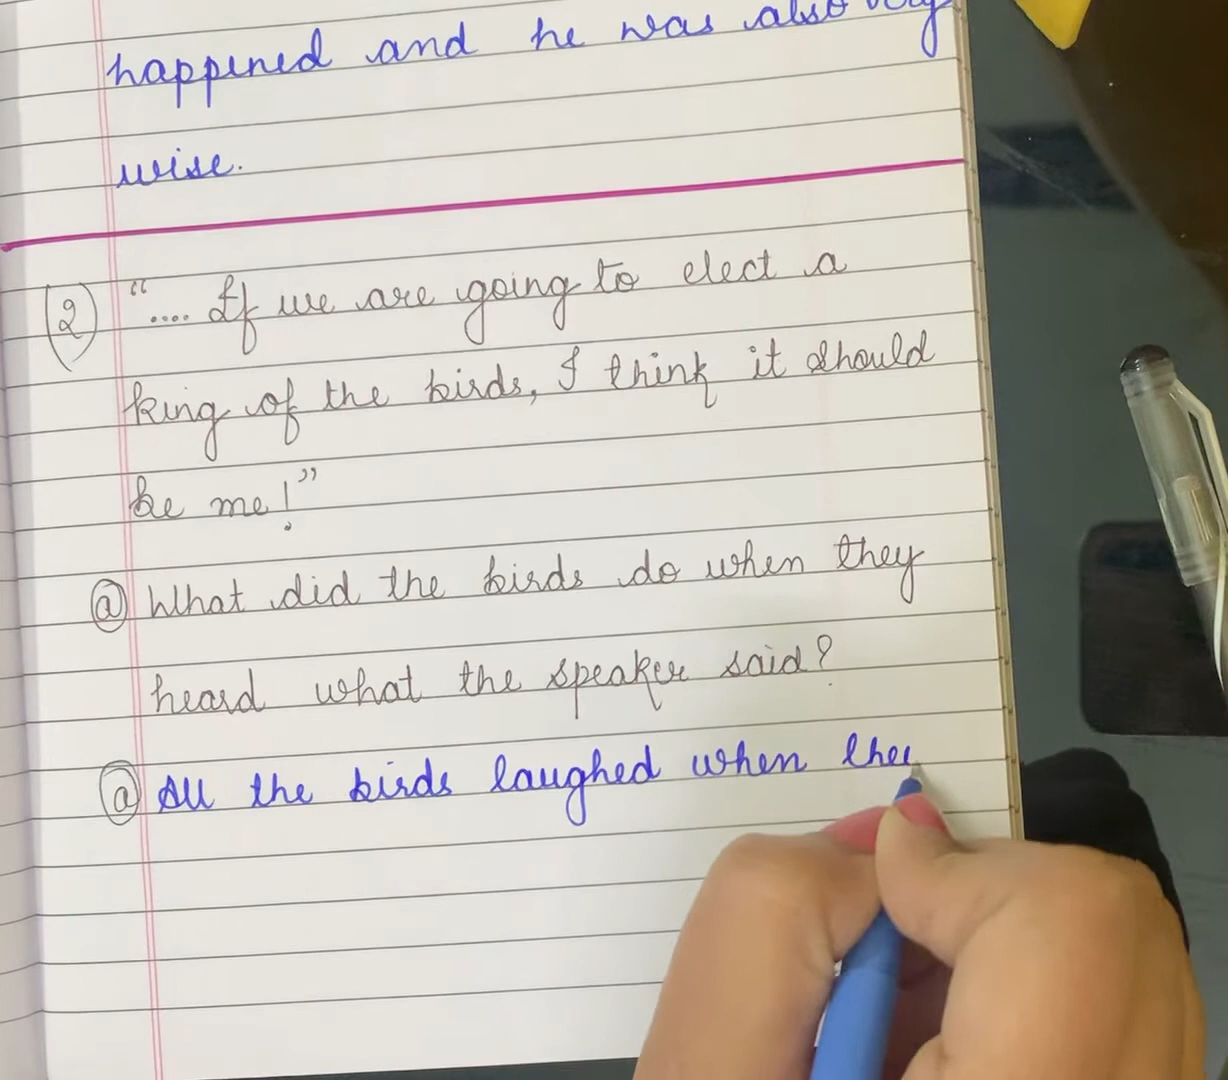 happened and he was also very
wise.
(2) ".... If we are going to elect a
king of the birds, I think it should
be me!"
(a) What did the birds do when they
heard what the speaker said?
(a) All the birds laughed when they